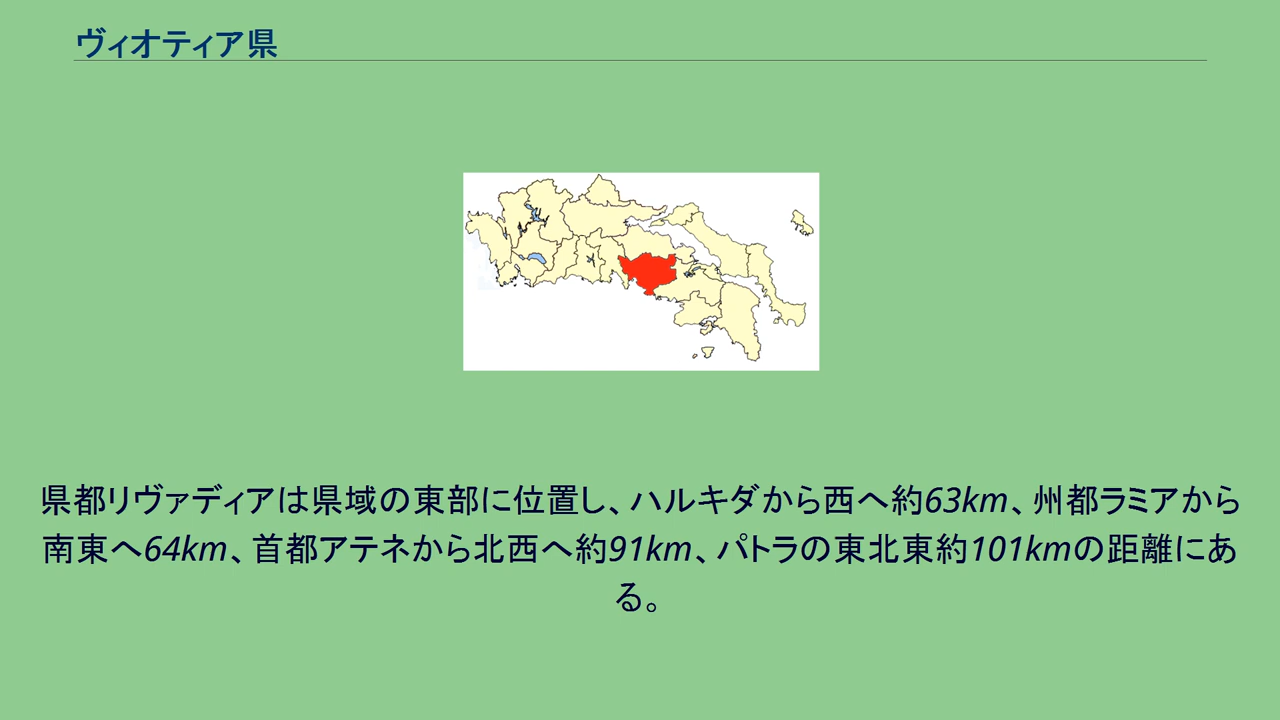 ヴィオティア県
県都リヴァディアは県域の東部に位置し、ハルキダから西へ約63km、州都ラミアから
南東へ64km、首都アテネから北西へ約91km、パトラの東北東約101kmの距離にあ
る。